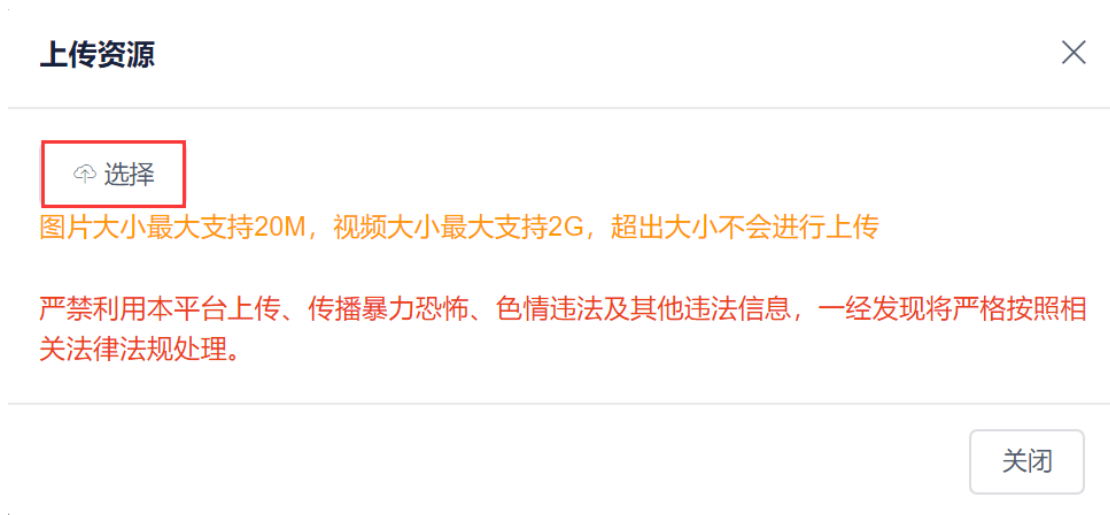 上传资源
选择
图片大小最大支持20M，视频大小最大支持2G，超出大小不会进行上传
严禁利用本平台上传、传播暴力恐怖、色情违法及其他违法信息，一经发现将严格按照相
关法律法规处理。
关闭